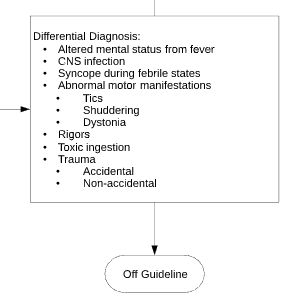 Differential Diagnosis:
• Altered mental status from fever
• CNS infection
• Syncope during febrile states
• Abnormal motor manifestations
• Tics
• Shuddering
• Dystonia
• Rigors
• Toxic ingestion
• Trauma
• Accidental
• Non-accidental
Off Guideline